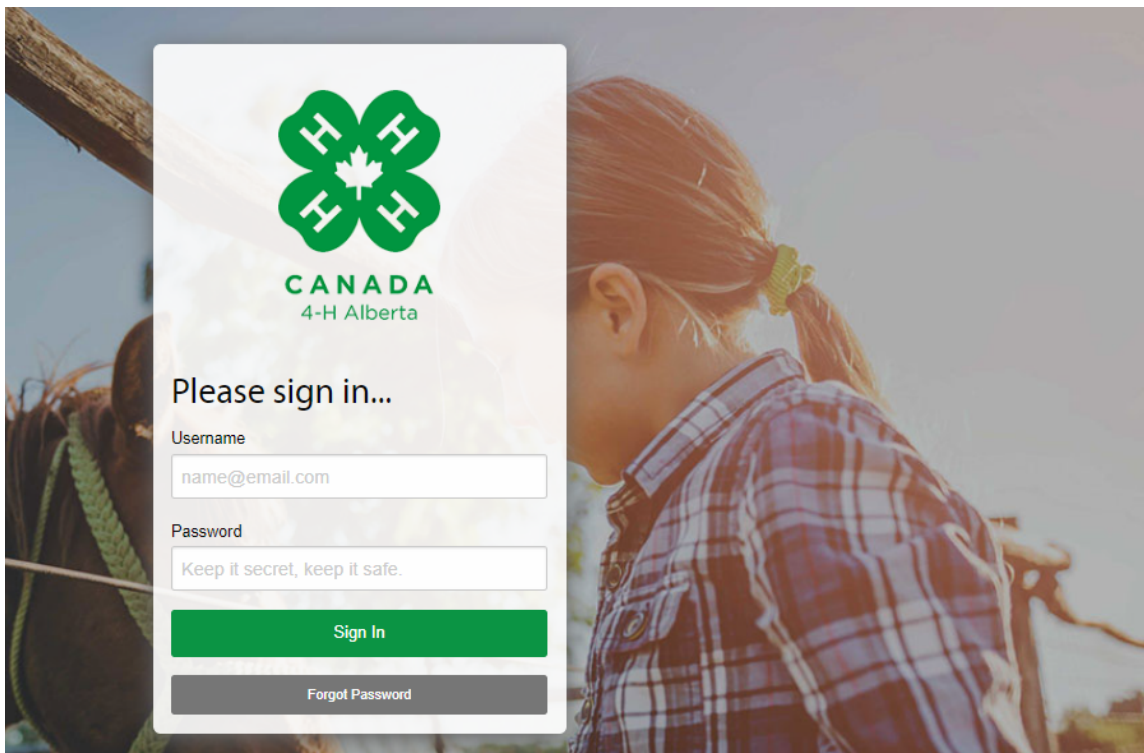 H H
H H
CANADA
4-H Alberta
Please sign in...
Username
name@email.com
Password
Keep it secret, keep it safe.
Sign In
Forgot Password